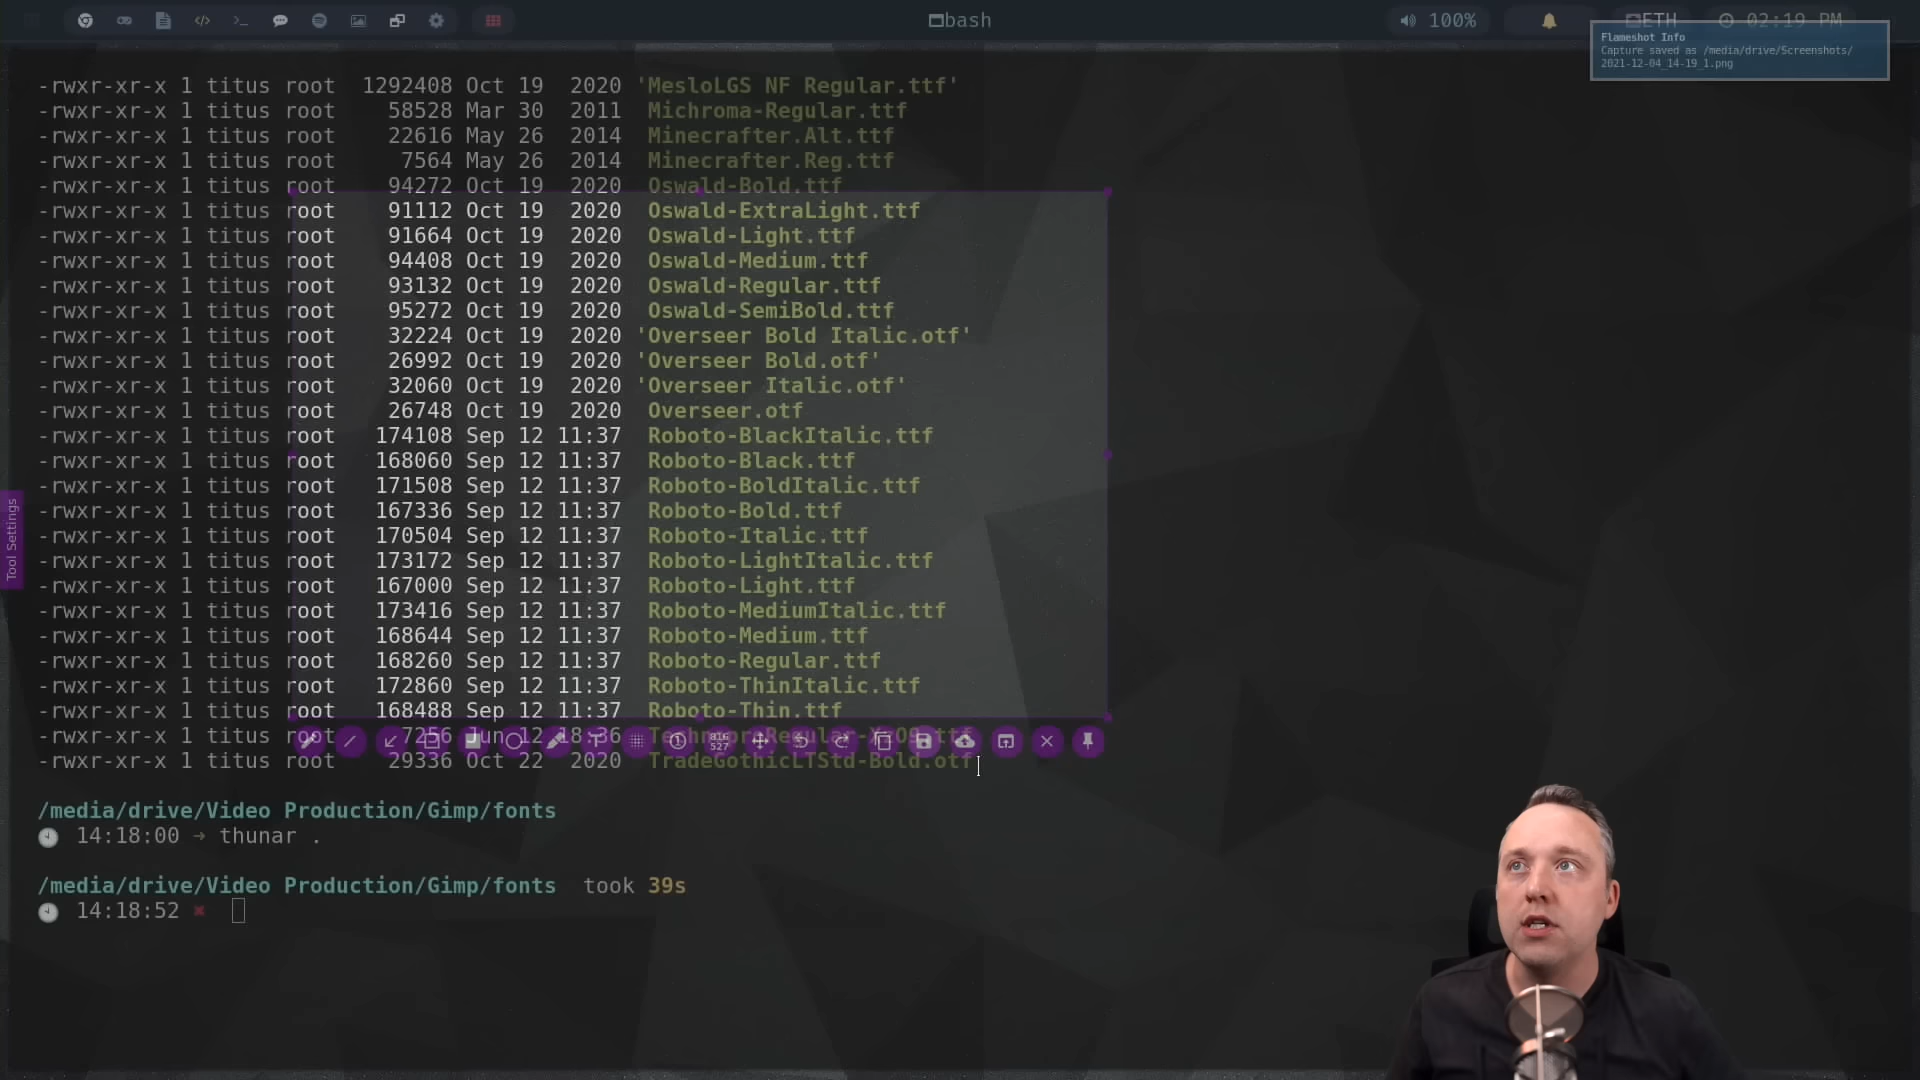 bash
100%
ETH
02:19 PM
Flameshot Info
Capture saved as /media/drive/Screenshots/
2021-12-04_14-19_1.png
-rwxr-xr-x 1 titus root 1292408 Oct 19 2020 'MesloLGS NF Regular.ttf'
-rwxr-xr-x 1 titus root 58528 Mar 30 2011 Michroma-Regular.ttf
-rwxr-xr-x 1 titus root 22616 May 26 2014 Minecrafter.Alt.ttf
-rwxr-xr-x 1 titus root 7564 May 26 2014 Minecrafter.Reg.ttf
-rwxr-xr-x 1 titus root 94272 Oct 19 2020 Oswald-Bold.ttf
-rwxr-xr-x 1 titus root 91112 Oct 19 2020 Oswald-ExtraLight.ttf
-rwxr-xr-x 1 titus root 91664 Oct 19 2020 Oswald-Light.ttf
-rwxr-xr-x 1 titus root 94408 Oct 19 2020 Oswald-Medium.ttf
-rwxr-xr-x 1 titus root 93132 Oct 19 2020 Oswald-Regular.ttf
-rwxr-xr-x 1 titus root 95272 Oct 19 2020 Oswald-SemiBold.ttf
-rwxr-xr-x 1 titus root 32224 Oct 19 2020 'Overseer Bold Italic.otf'
-rwxr-xr-x 1 titus root 26992 Oct 19 2020 'Overseer Bold.otf'
-rwxr-xr-x 1 titus root 32060 Oct 19 2020 'Overseer Italic.otf'
-rwxr-xr-x 1 titus root 26748 Oct 19 2020 Overseer.otf
-rwxr-xr-x 1 titus root 174108 Sep 12 11:37 Roboto-BlackItalic.ttf
-rwxr-xr-x 1 titus root 168060 Sep 12 11:37 Roboto-Black.ttf
-rwxr-xr-x 1 titus root 171508 Sep 12 11:37 Roboto-BoldItalic.ttf
-rwxr-xr-x 1 titus root 167336 Sep 12 11:37 Roboto-Bold.ttf
-rwxr-xr-x 1 titus root 170504 Sep 12 11:37 Roboto-Italic.ttf
-rwxr-xr-x 1 titus root 173172 Sep 12 11:37 Roboto-LightItalic.ttf
-rwxr-xr-x 1 titus root 167000 Sep 12 11:37 Roboto-Light.ttf
-rwxr-xr-x 1 titus root 173416 Sep 12 11:37 Roboto-MediumItalic.ttf
-rwxr-xr-x 1 titus root 168644 Sep 12 11:37 Roboto-Medium.ttf
-rwxr-xr-x 1 titus root 168260 Sep 12 11:37 Roboto-Regular.ttf
-rwxr-xr-x 1 titus root 172860 Sep 12 11:37 Roboto-ThinItalic.ttf
-rwxr-xr-x 1 titus root 168488 Sep 12 11:37 Roboto-Thin.ttf
-rwxr-xr-x 1 titus root 7256 Jun 12 18:36
816
527
-rwxr-xr-x 1 titus root 29336 Oct 22 2020 TradeGothicLTStd-Bold.otf
/media/drive/Video Production/Gimp/fonts
14:18:00 → thunar .
/media/drive/Video Production/Gimp/fonts took 39s
14:18:52 ✖
Tool Settings